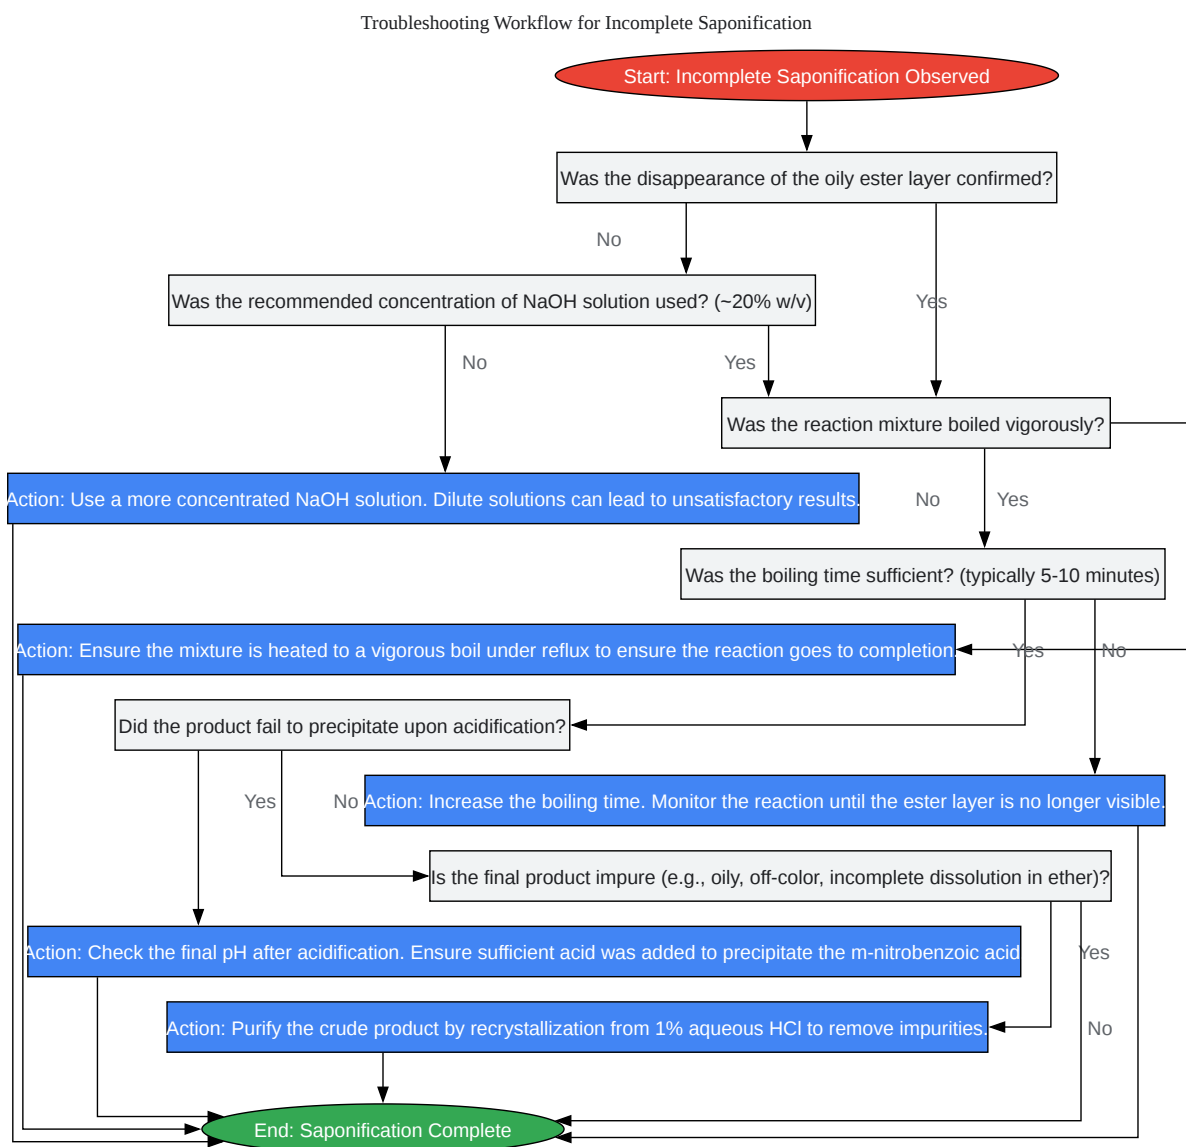 Troubleshooting Workflow for Incomplete Saponification
Start: Incomplete Saponification Observed
Was the disappearance of the oily ester layer confirmed?
No
Was the recommended concentration of NaOH solution used? (~20% w/v)
Yes
No
Yes
Was the reaction mixture boiled vigorously?
Action: Use a more concentrated NaOH solution. Dilute solutions can lead to unsatisfactory results.
No
Yes
Was the boiling time sufficient? (typically 5-10 minutes)
Action: Ensure the mixture is heated to a vigorous boil under reflux to ensure the reaction goes to completion.
Yes
No
Did the product fail to precipitate upon acidification?
Yes
No
Action: Increase the boiling time. Monitor the reaction until the ester layer is no longer visible.
Is the final product impure (e.g., oily, off-color, incomplete dissolution in ether)?
Action: Check the final pH after acidification. Ensure sufficient acid was added to precipitate the m-nitrobenzoic acid
Yes
Action: Purify the crude product by recrystallization from 1% aqueous HCl to remove impurities.
No
End: Saponification Complete